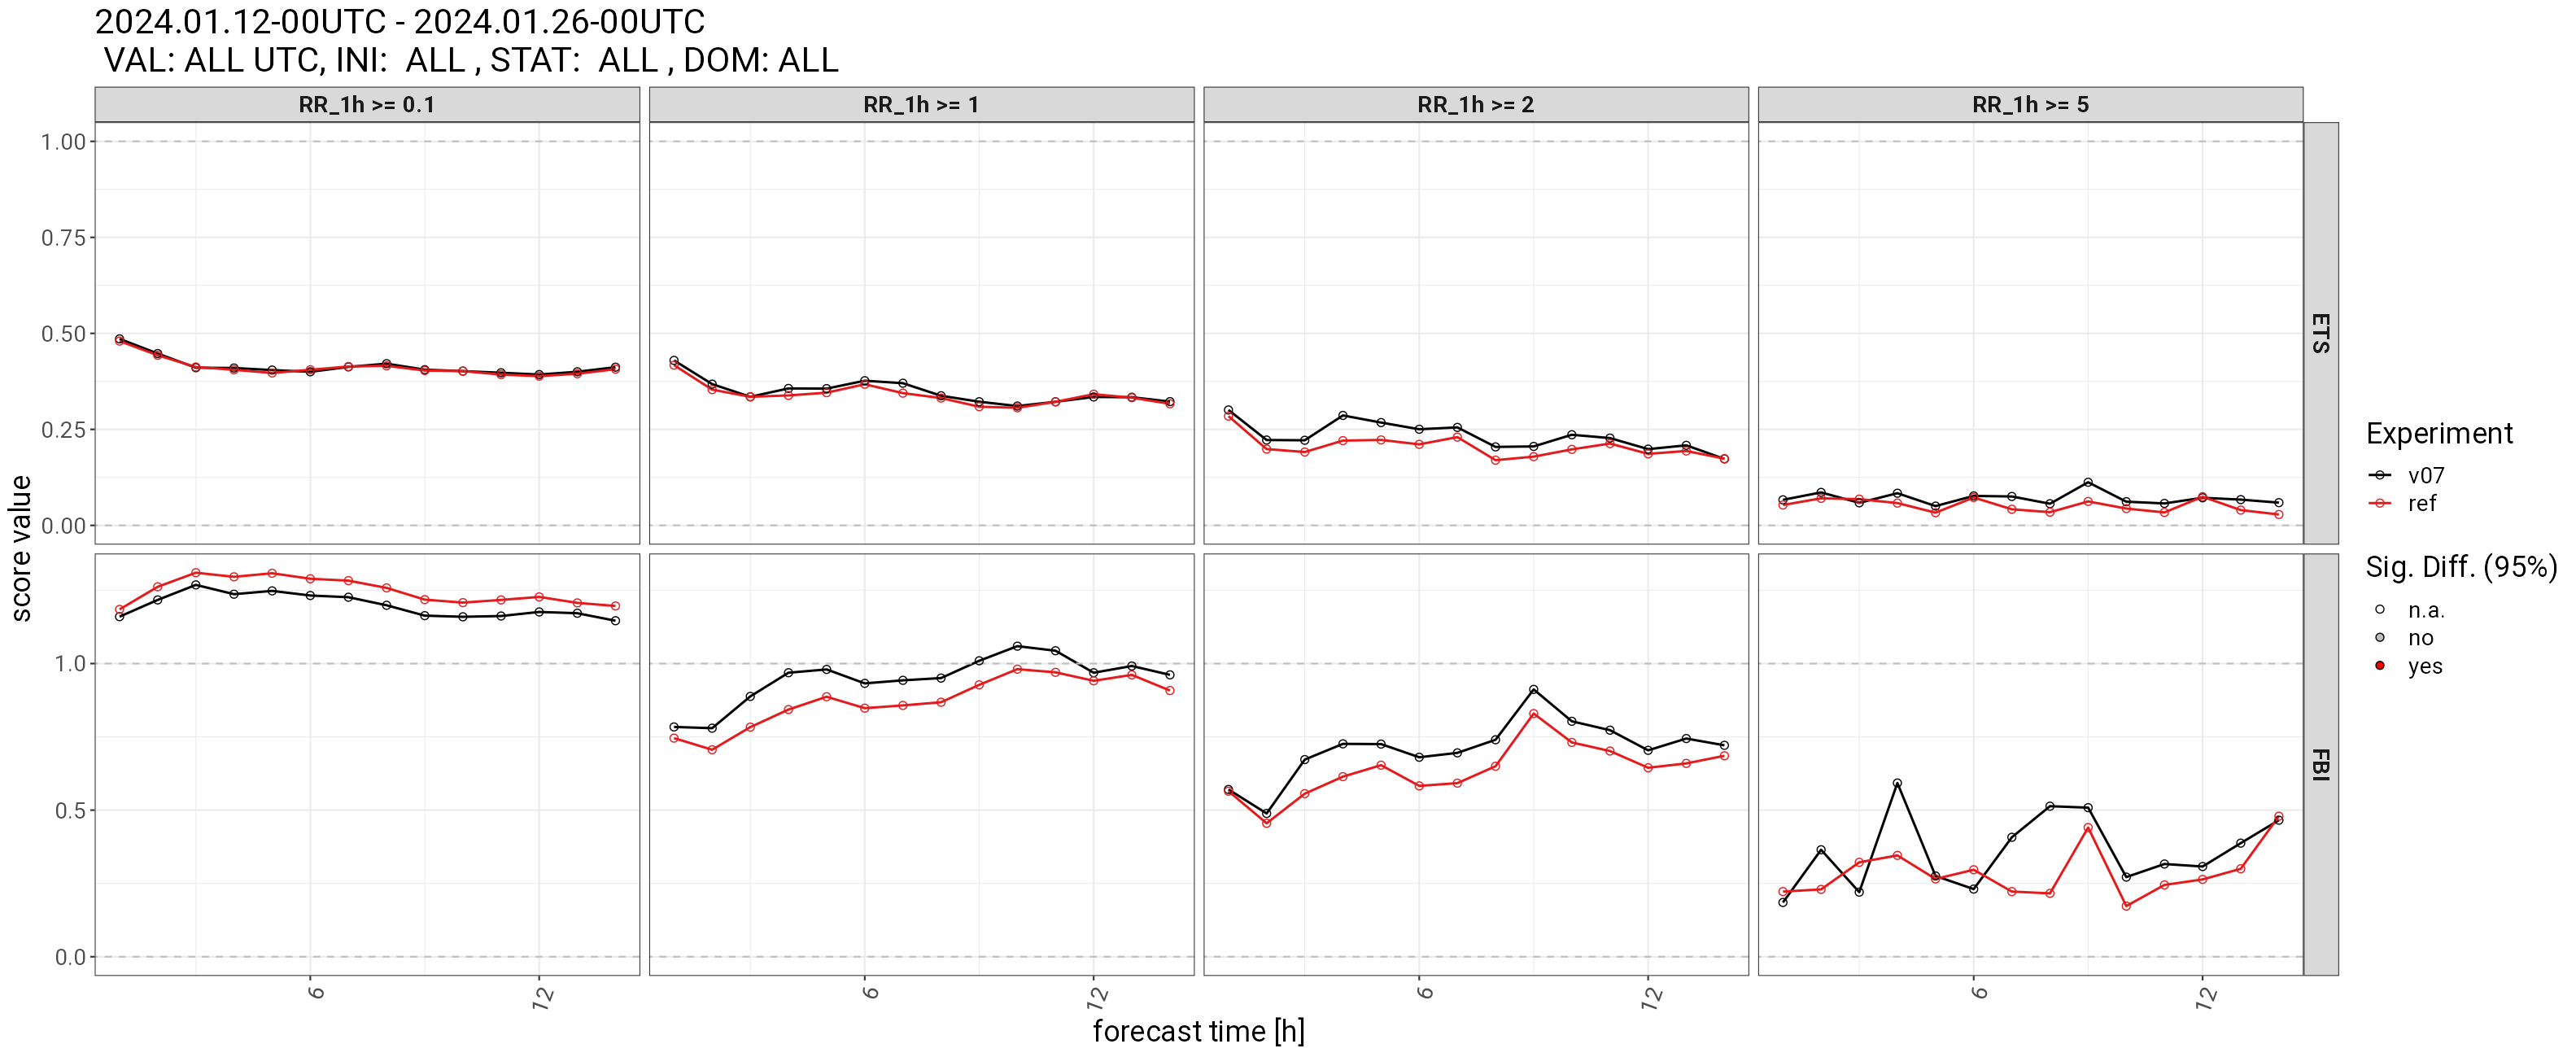 2024.01.12-00UTC - 2024.01.26-00UTC
VAL: ALL UTC, INI:  ALL , STAT:  ALL , DOM: ALL
RR_1h >= 0.1
RR_1h >= 1
RR_1h >= 2
RR_1h >= 5
1.00
0.75
0.50
0.25
0.00
ETS
1.0
0.5
0.0
FBI
score value
6
12
6
12
6
12
6
12
forecast time [h]
Experiment
v07
ref
Sig. Diff. (95%)
n.a.
no
yes